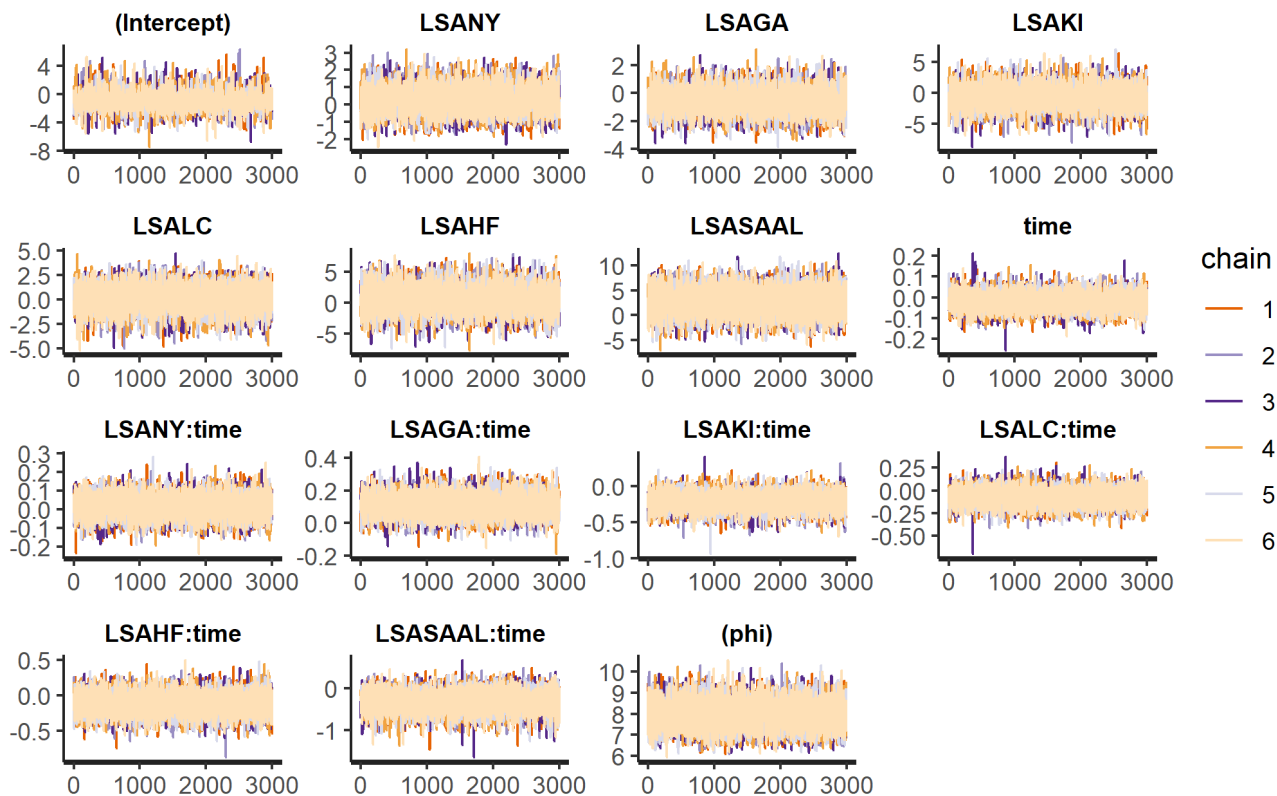 (Intercept) LSANY LSAGA LSAKI
4 0 -4 -8
3 2 1 0 -1 -2
2 0 -2 -4
5 0 -5
0 1000 2000 3000 0 1000 2000 3000 0 1000 2000 3000 0 1000 2000 3000
LSALC LSAHF LSASAAL time
5.0 2.5 0.0 -2.5 -5.0
5 0 -5
10 5 0 -5
0.2 0.1 0.0 -0.1 -0.2
0 1000 2000 3000 0 1000 2000 3000 0 1000 2000 3000 0 1000 2000 3000
LSANY:time LSAGA:time LSAKI:time LSALC:time
0.3 0.2 0.1 0.0 -0.1 -0.2
0.4 0.2 0.0 -0.2
0.0 -0.5 -1.0
0.25 0.00 -0.25 -0.50
0 1000 2000 3000 0 1000 2000 3000 0 1000 2000 3000 0 1000 2000 3000
LSAHF:time LSASAAL:time (phi)
0.5 0.0 -0.5
0 -1
10 9 8 7 6
0 1000 2000 3000 0 1000 2000 3000 0 1000 2000 3000
chain
1
2
3
4
5
6